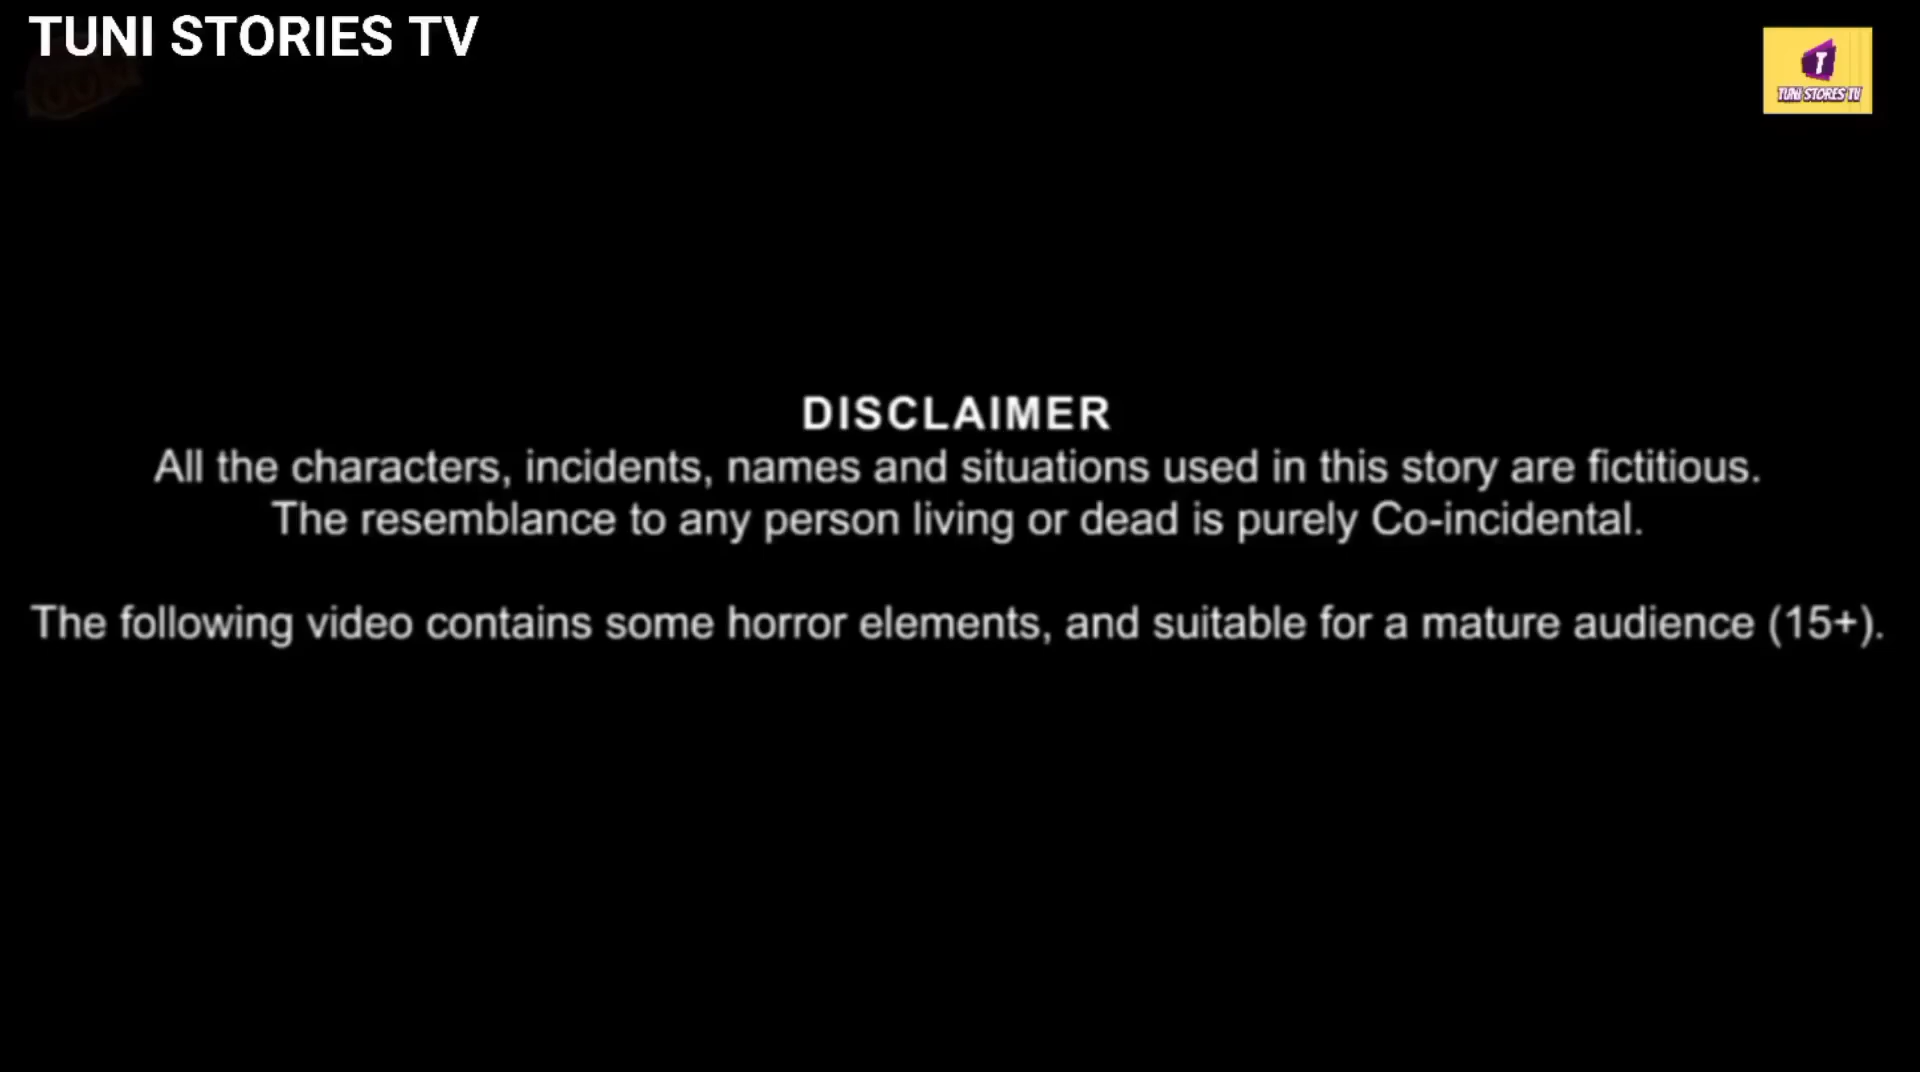 TUNI STORIES TV
T
TUNI STORES TV
DISCLAIMER
All the characters, incidents, names and situations used in this story are fictitious.
The resemblance to any person living or dead is purely Co-incidental.
The following video contains some horror elements, and suitable for a mature audience (15+).